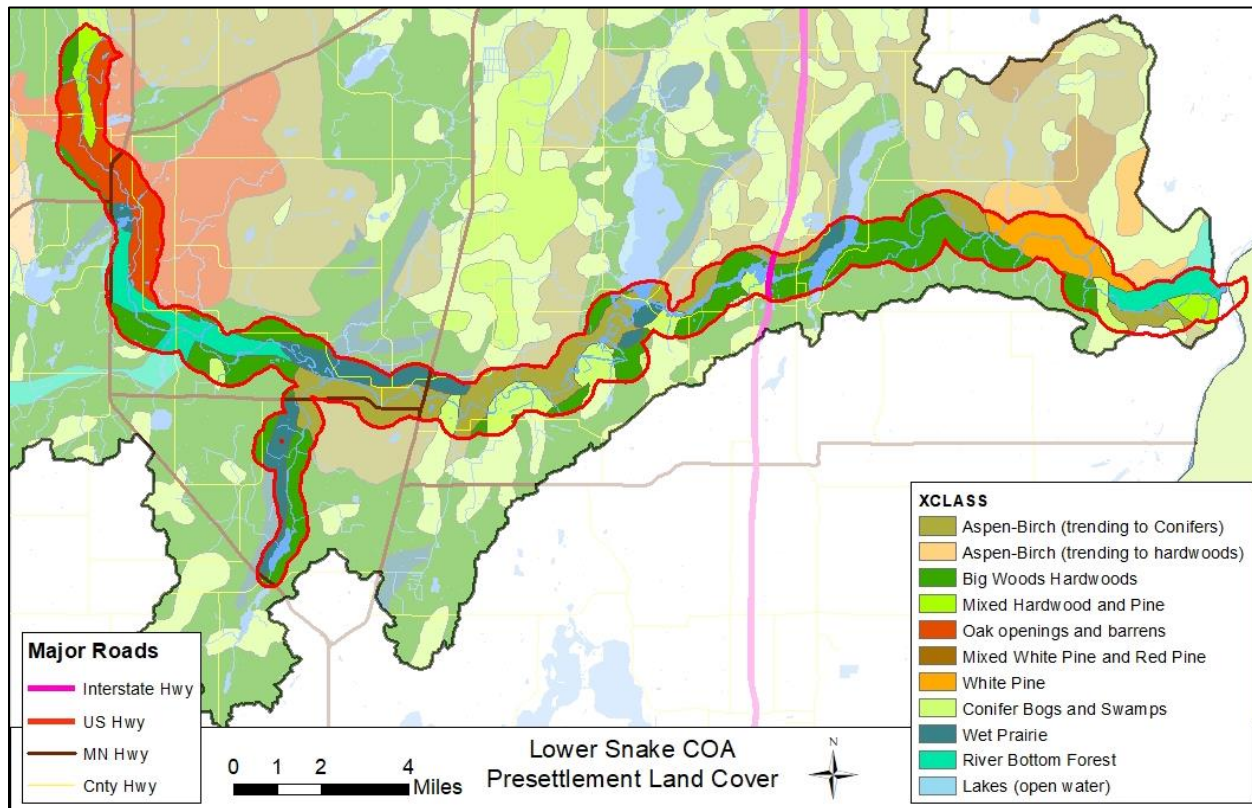 XCLASS
Aspen-Birch (trending to Conifers)
Aspen-Birch (trending to hardwoods)
Big Woods Hardwoods
Mixed Hardwood and Pine
Oak openings and barrens
Mixed White Pine and Red Pine
White Pine
Conifer Bogs and Swamps
Wet Prairie
River Bottom Forest
Lakes (open water)
Major Roads
Interstate Hwy
US Hwy
MN Hwy
Cnty Hwy
0 1 2 4
Miles
Lower Snake COA
Presettlement Land Cover
N